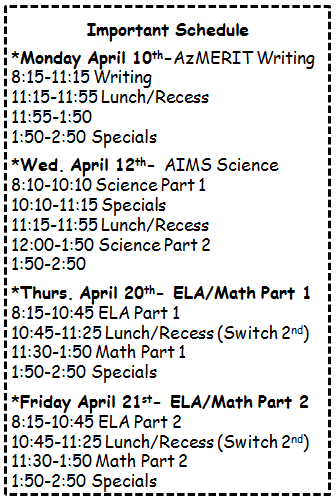 Important Schedule
*Monday April 10th-AzMERIT Writing
8:15-11:15 Writing
11:15-11:55 Lunch/Recess
11:55-1:50
1:50-2:50 Specials
*Wed. April 12th- AIMS Science
8:10-10:10 Science Part 1
10:10-11:15 Specials
11:15-11:55 Lunch/Recess
12:00-1:50 Science Part 2
1:50-2:50
*Thurs. April 20th- ELA/Math Part 1
8:15-10:45 ELA Part 1
10:45-11:25 Lunch/Recess (Switch 2nd)
11:30-1:50 Math Part 1
1:50-2:50 Specials
*Friday April 21st- ELA/Math Part 2
8:15-10:45 ELA Part 2
10:45-11:25 Lunch/Recess (Switch 2nd)
11:30-1:50 Math Part 2
1:50-2:50 Specials